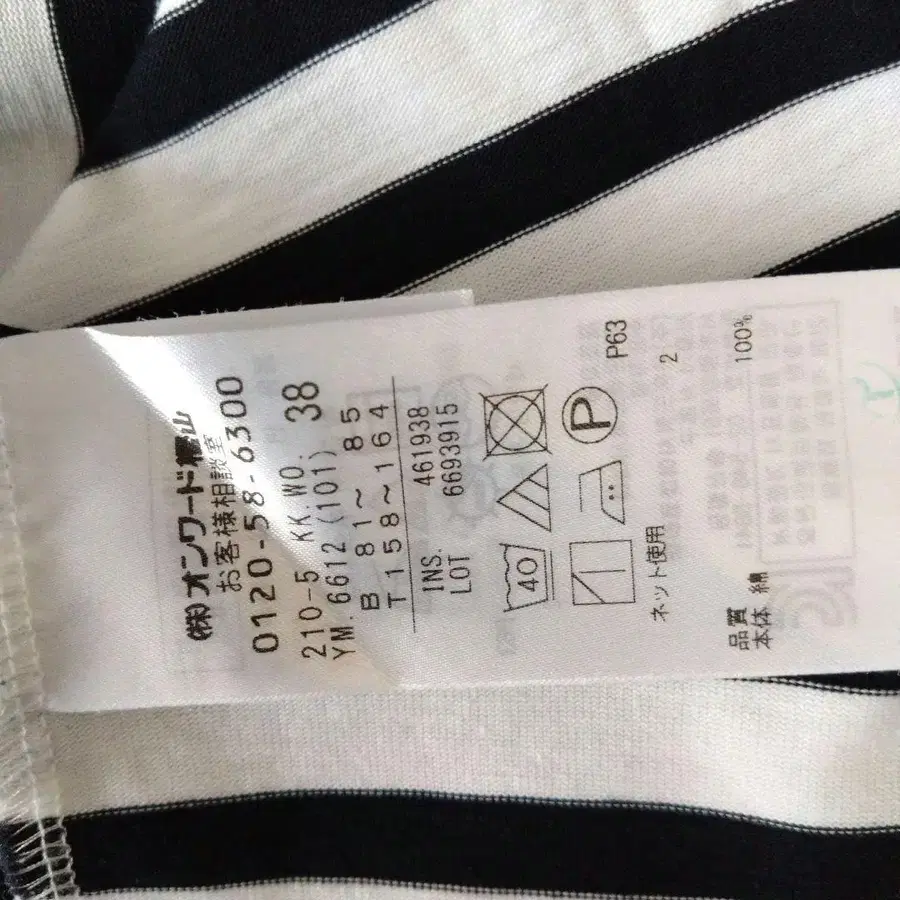 (株)オンワード樫山
お客様相談室
0120-58-6300
210-5 KK.WO. 38
YM. 6612 (101)
B 81～ 85
T158～164
INS. 461938
LOT 6693915
40
P
ネット使用
P63
2
品質
本体 綿 100%